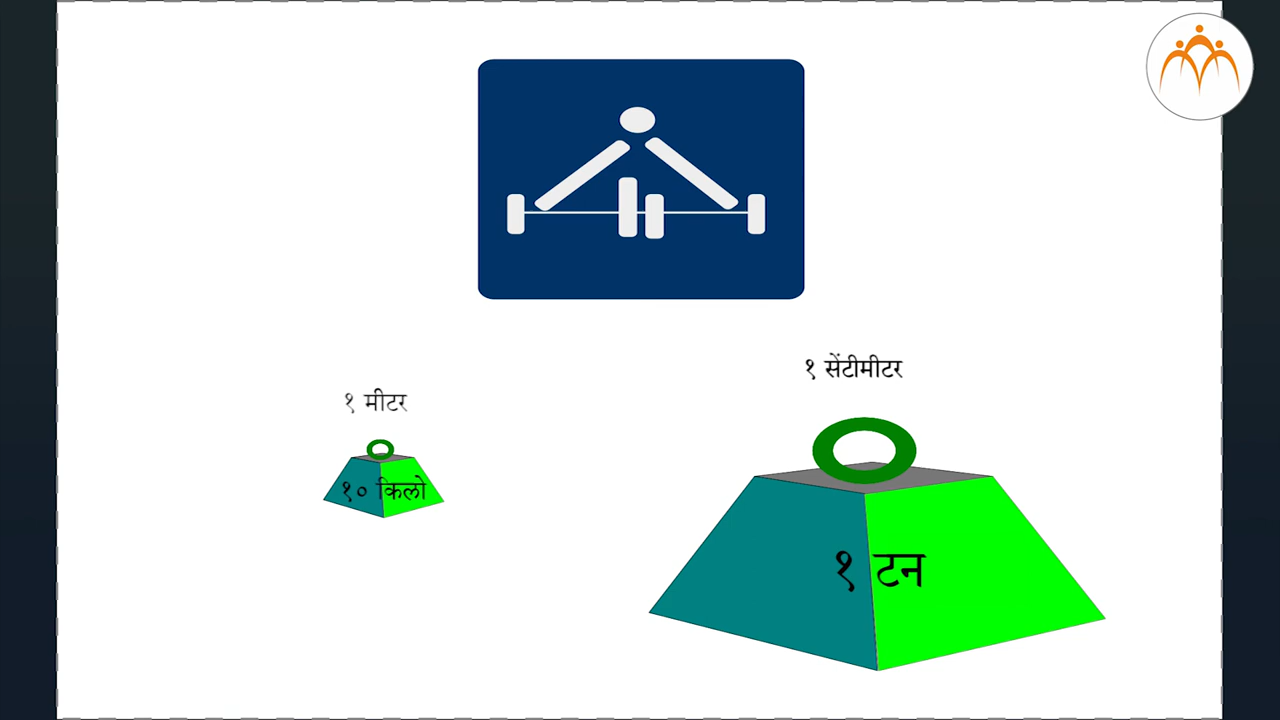 १ सेंटीमीटर
१ मीटर
१० किलो
१ टन